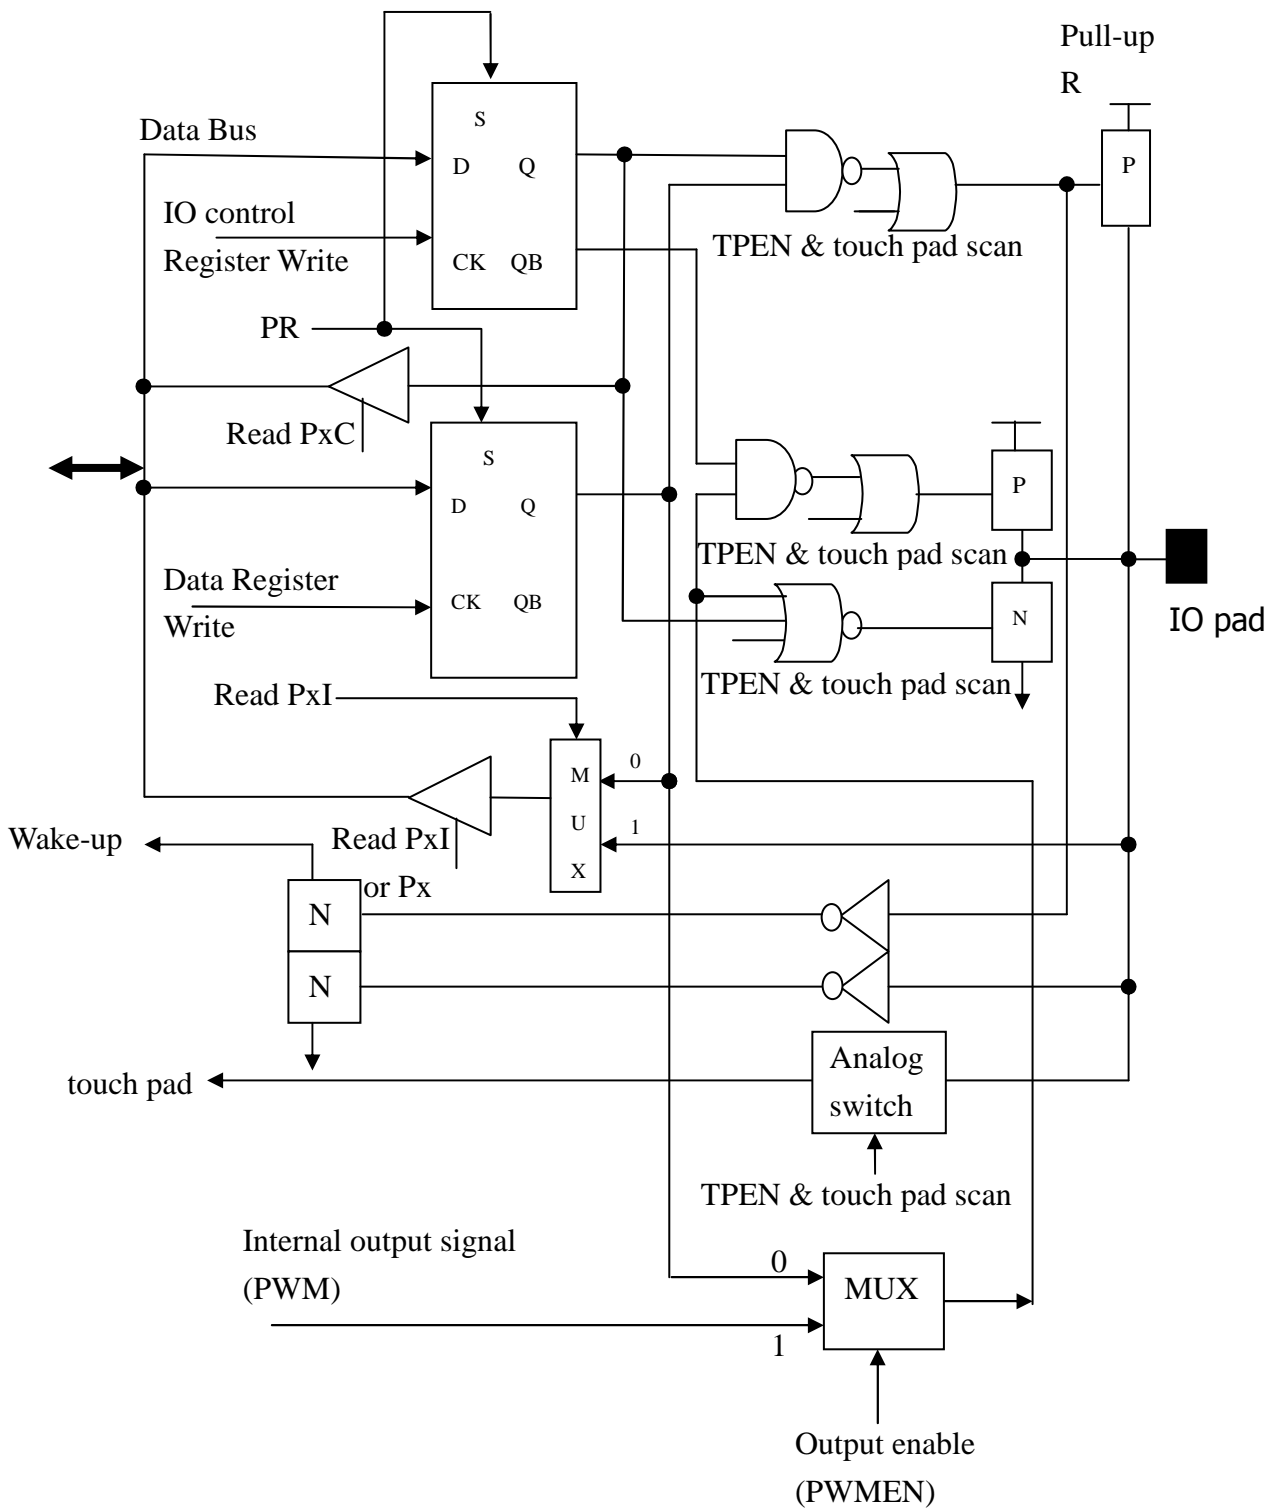 Pull-up
R
Data Bus
S
D
Q
P
IO control
Register Write
CK
QB
TPEN & touch pad scan
PR
Read PxC
S
D
Q
P
TPEN & touch pad scan
Data Register
Write
CK
QB
N
IO pad
TPEN & touch pad scan
Read PxI
M
U
X
0
1
Wake-up
Read PxI
or Px
N
N
Analog
switch
touch pad
TPEN & touch pad scan
Internal output signal
(PWM)
0
1
MUX
Output enable
(PWMEN)